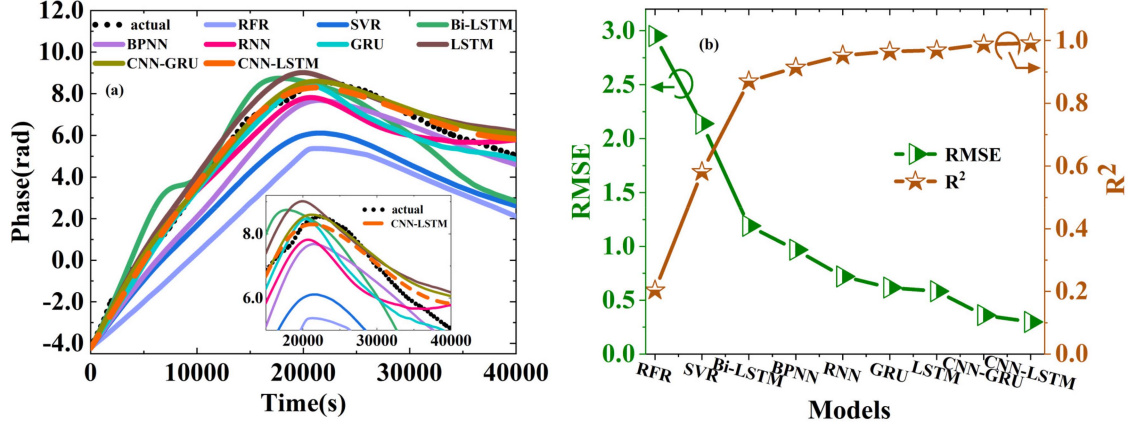 actual RFR SVR Bi-LSTM
BPNN RNN GRU LSTM
CNN-GRU CNN-LSTM
(a)
12.0
10.0
8.0
6.0
4.0
2.0
0.0
-2.0
-4.0
Phase(rad)
0 10000 20000 30000 40000
Time(s)
actual
CNN-LSTM
8.0
6.0
20000 30000 40000
(b)
3.0
2.5
2.0
1.5
1.0
0.5
0.0
RMSE
RMSE
R²
1.0
0.8
0.6
0.4
0.2
0.0
R²
RFR SVR Bi-LSTM BPNN RNN GRU LSTM CNN-GRU CNN-LSTM
Models